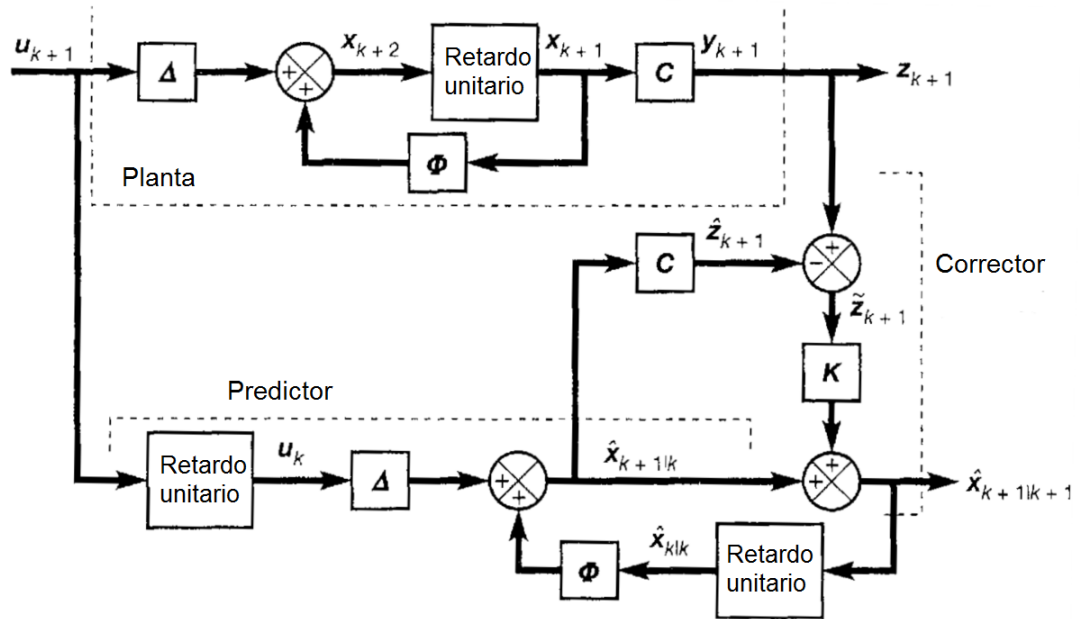 u k+1
Δ
+
+
x k+2
Retardo
unitario
x k+1
C
y k+1
z k+1
Φ
Planta
C
ẑ k+1
−
+
Corrector
z̃ k+1
K
Predictor
Retardo
unitario
u k
Δ
+
+
x̂ k+1|k
+
+
x̂ k+1|k+1
Φ
x̂ k|k
Retardo
unitario